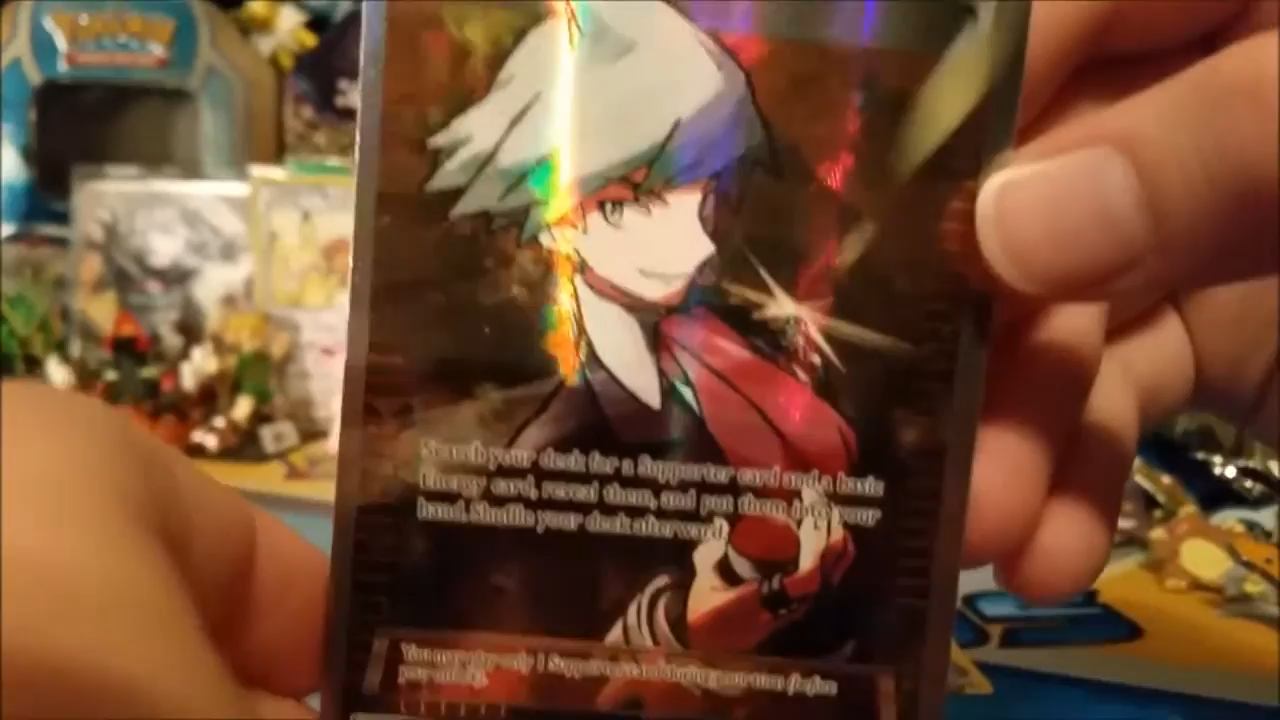 Pokémon
Search your deck for a Supporter card and a basic
Energy card, reveal them, and put them into your
hand. Shuffle your deck afterward.
You may play only 1 Supporter card during your turn (before
your attack).